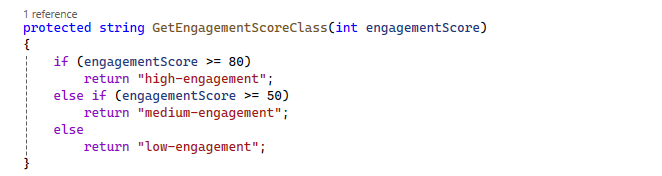 1 reference
protected string GetEngagementScoreClass(int engagementScore)
{
    if (engagementScore >= 80)
        return "high-engagement";
    else if (engagementScore >= 50)
        return "medium-engagement";
    else
        return "low-engagement";
}